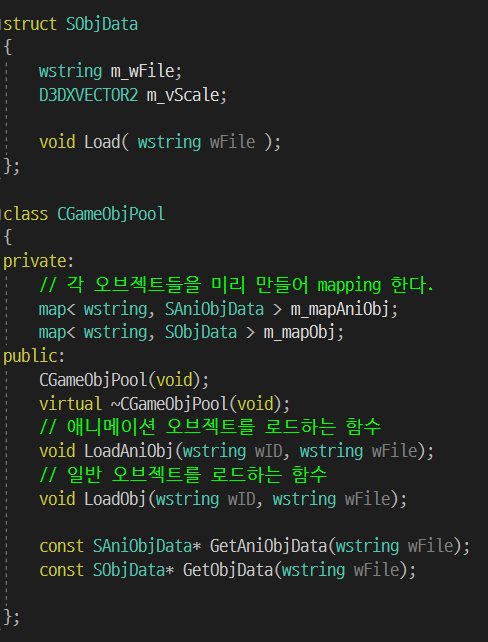 struct SObjData
{
wstring m_wFile;
D3DXVECTOR2 m_vScale;
void Load( wstring wFile );
};
class CGameObjPool
{
private:
// 각 오브젝트들을 미리 만들어 mapping 한다.
map< wstring, SAniObjData > m_mapAniObj;
map< wstring, SObjData > m_mapObj;
public:
CGameObjPool(void);
virtual ~CGameObjPool(void);
// 애니메이션 오브젝트를 로드하는 함수
void LoadAniObj(wstring wID, wstring wFile);
// 일반 오브젝트를 로드하는 함수
void LoadObj(wstring wID, wstring wFile);
const SAniObjData* GetAniObjData(wstring wFile);
const SObjData* GetObjData(wstring wFile);
};